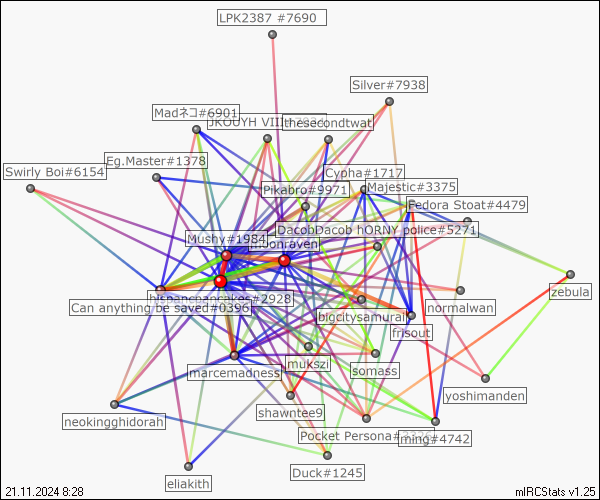 LPK2387 #7690
Silver#7938
Madネコ#6901
JKOUYH VIII
thesecondtwat
Eg.Master#1378
Swirly Boi#6154
Cypha#1717
Pikabro#9971
Majestic#3375
Fedora Stoat#4479
DacobDacob
hORNY police#5271
Mushy#1984
moonraven
zebula
hispancpancakes#2928
Can anything be saved#0396
normalwan
bigcitysamurai
frisout
mukszi
somass
marcemadness
yoshimanden
shawntee9
neokingghidorah
Pocket Persona
ming#4742
Duck#1245
eliakith
21.11.2024 8:28
mIRCStats v1.25